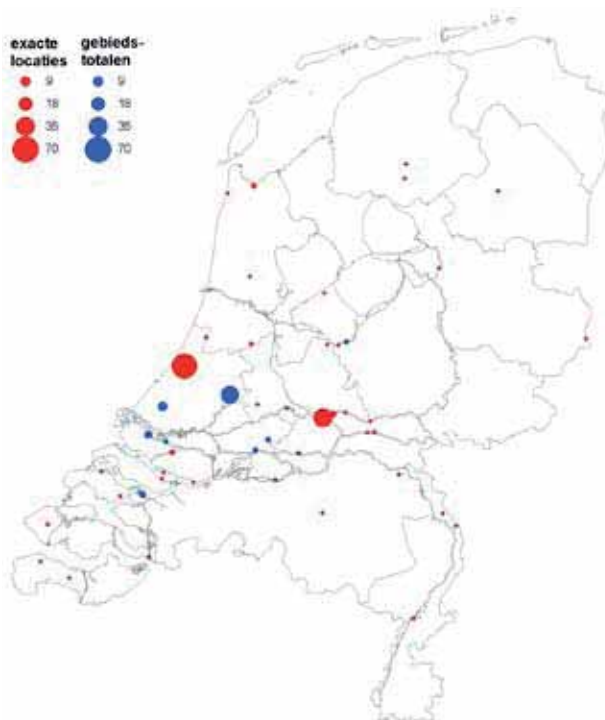 exacte gebieds-
locaties totalen
9 9
18 18
35 35
70 70